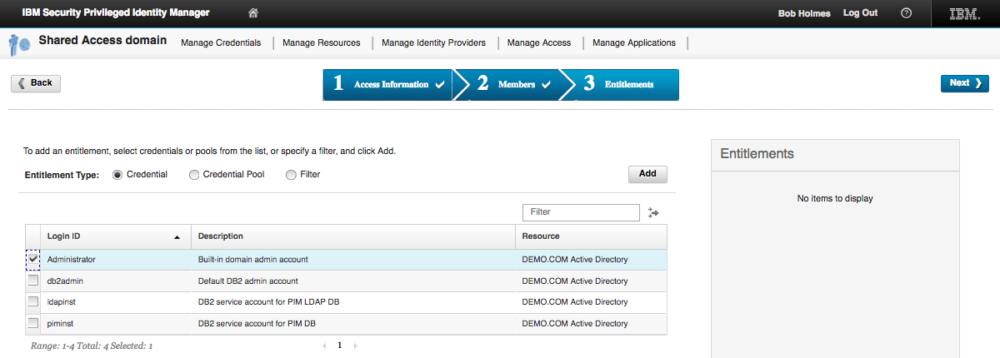 IBM Security Privileged Identity Manager
Bob Holmes Log Out ? IBM.
Shared Access domain Manage Credentials Manage Resources Manage Identity Providers Manage Access Manage Applications
Back
1 Access Information 2 Members 3 Entitlements
Next
To add an entitlement, select credentials or pools from the list, or specify a filter, and click Add.
Entitlement Type: Credential Credential Pool Filter
Add
Filter
Login ID Description Resource
Administrator Built-in domain admin account DEMO.COM Active Directory
db2admin Default DB2 admin account DEMO.COM Active Directory
ldapinst DB2 service account for PIM LDAP DB DEMO.COM Active Directory
piminst DB2 service account for PIM DB DEMO.COM Active Directory
Range: 1-4 Total: 4 Selected: 1
1
Entitlements
No items to display